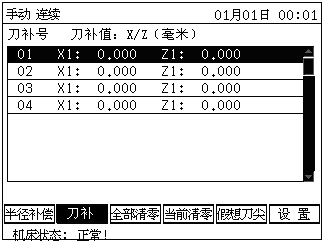 手动 连续 01月01日 00:01
刀补号 刀补值: X/Z(毫米)
01 X1: 0.000 Z1: 0.000
02 X1: 0.000 Z1: 0.000
03 X1: 0.000 Z1: 0.000
04 X1: 0.000 Z1: 0.000
半径补偿 刀补 全部清零 当前清零 假想刀尖 设 置
机床状态: 正常!